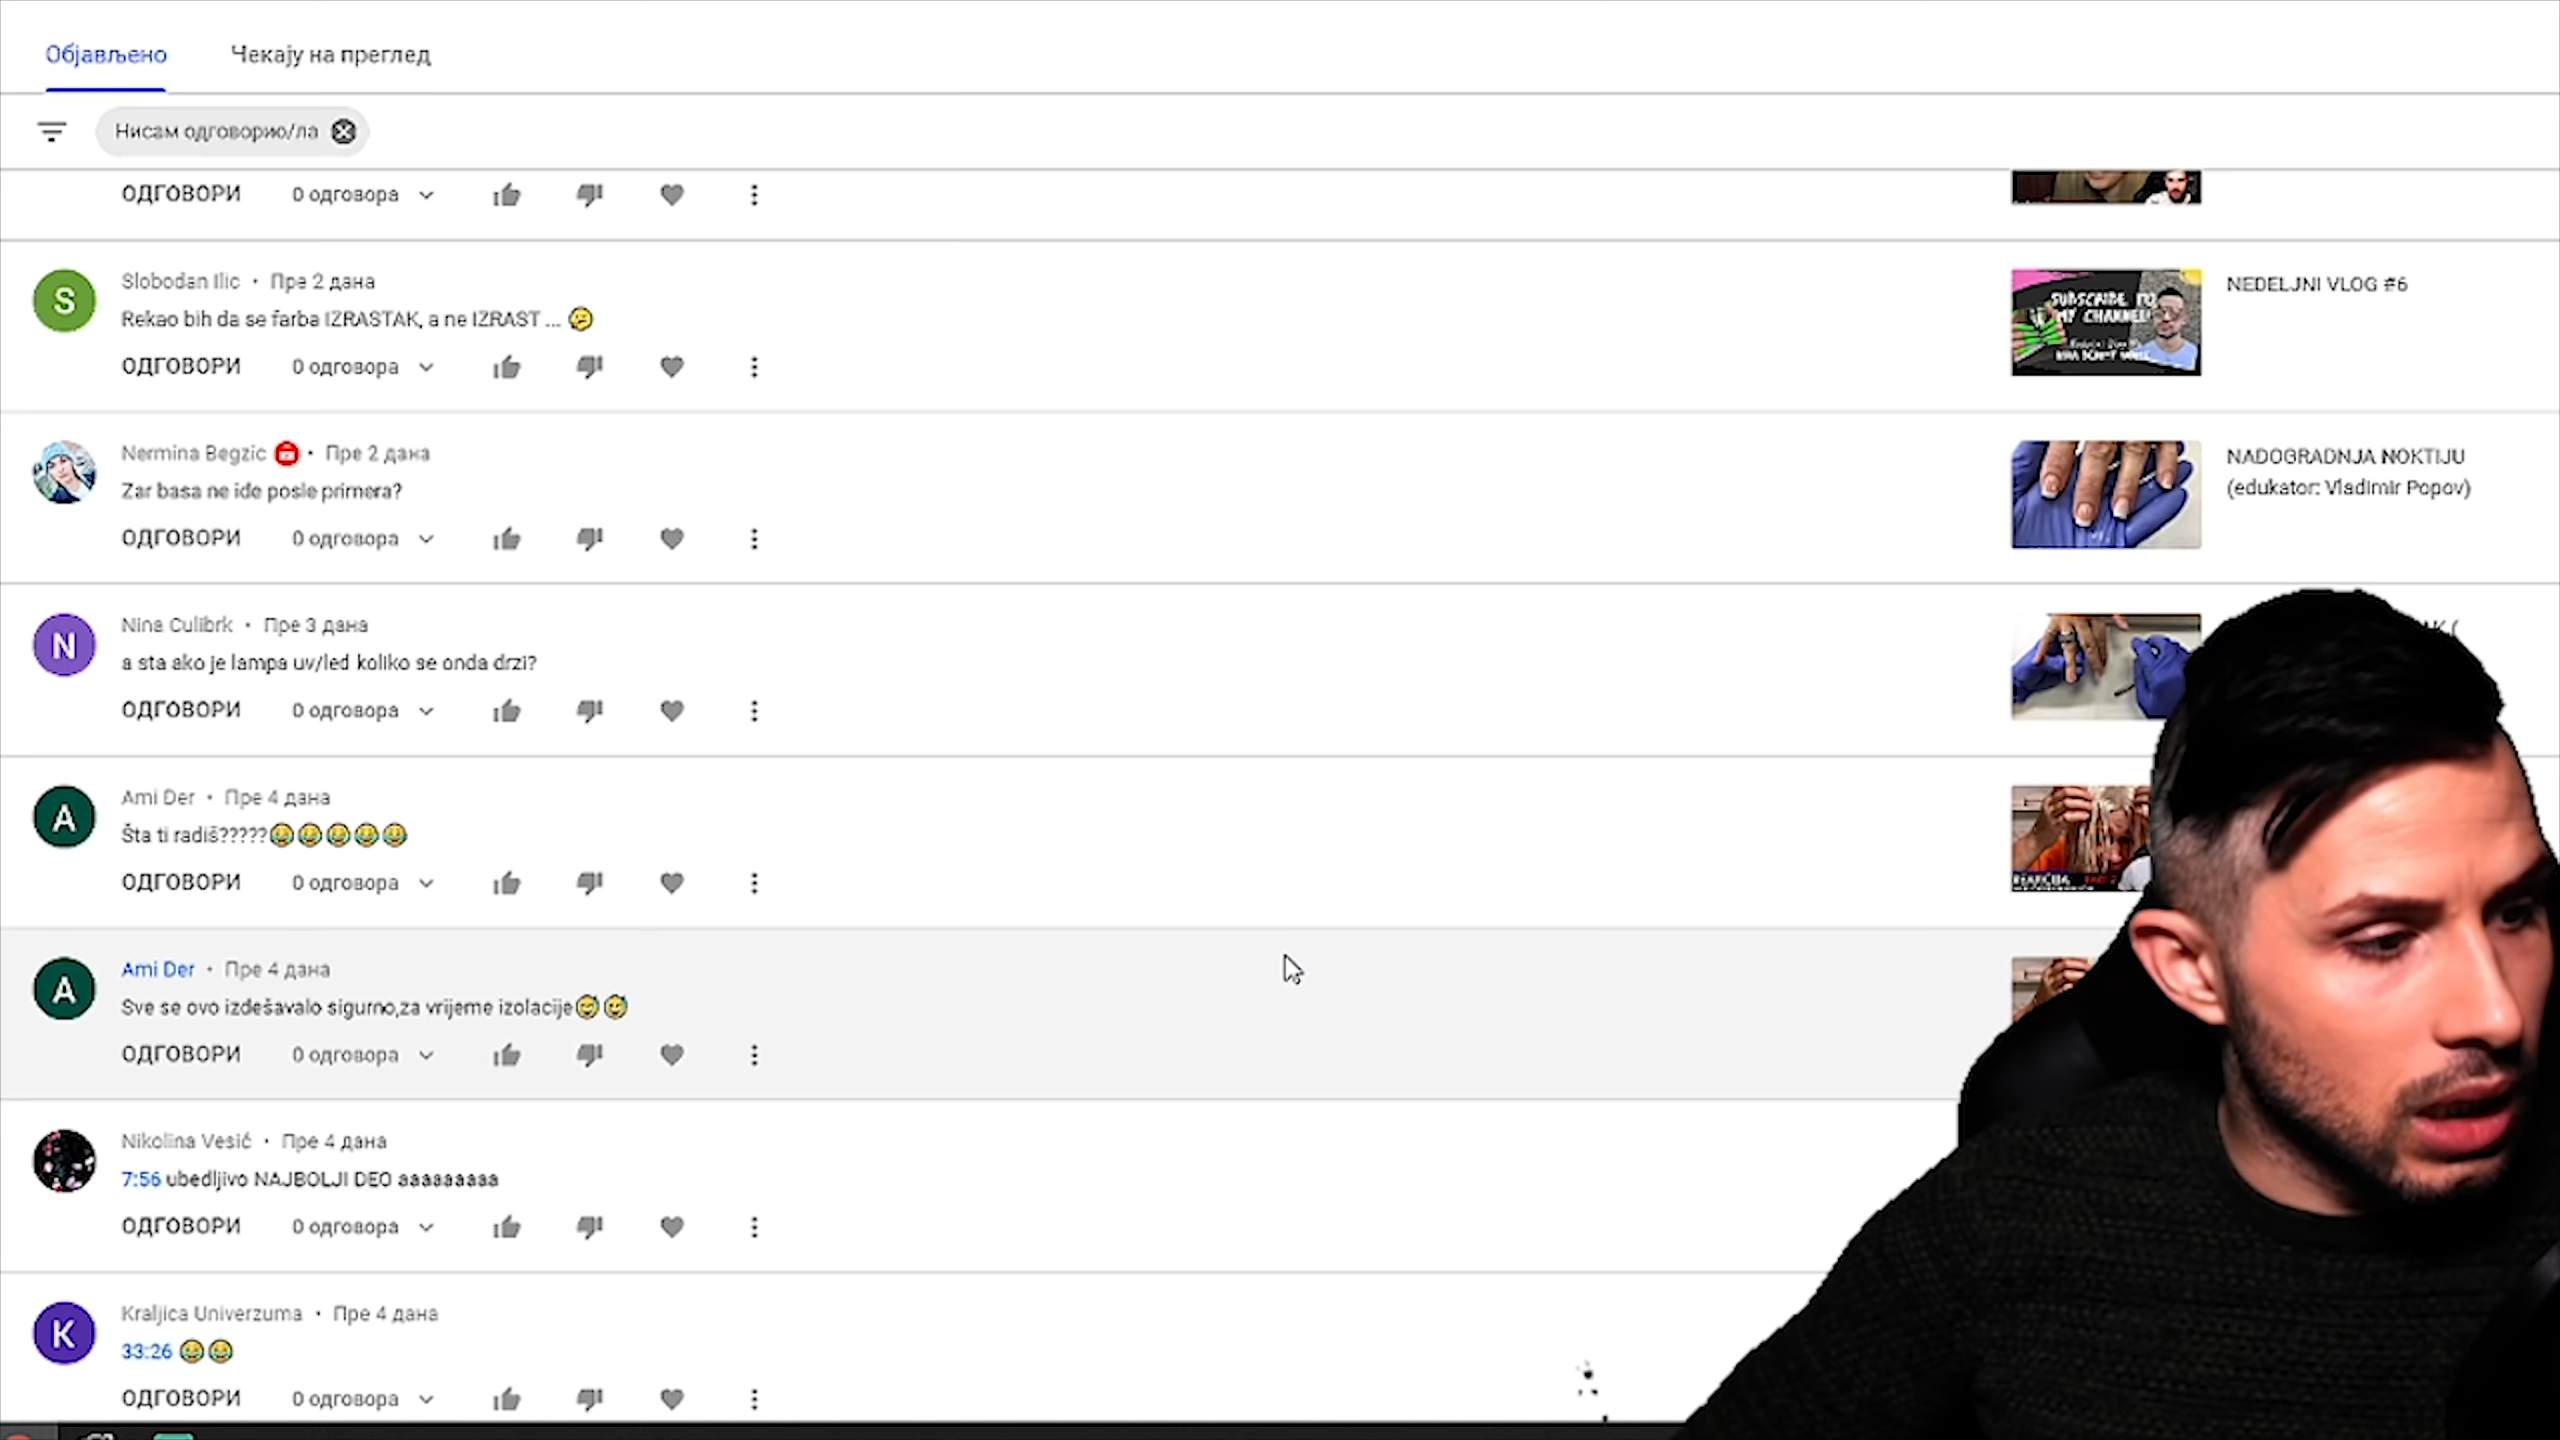 Објављено Чекају на преглед
Нисам одговорио/ла
ОДГОВОРИ 0 одговора
Slobodan Ilic • Пре 2 дана
Rekao bih da se farba IZRASTAK, a ne IZRAST ...
ОДГОВОРИ 0 одговора
SUBSCRIBE TO
MY CHANNEL!
NEDELJNI VLOG #6
Nermina Begzic • Пре 2 дана
Zar basa ne ide posle primera?
ОДГОВОРИ 0 одговора
NADOGRADNJA NOKTIJU
(edukator: Vladimir Popov)
Nina Culibrk • Пре 3 дана
a sta ako je lampa uv/led koliko se onda drzi?
ОДГОВОРИ 0 одговора
Ami Der • Пре 4 дана
Šta ti radiš?????😂😂😂😂😂
ОДГОВОРИ 0 одговора
Ami Der • Пре 4 дана
Sve se ovo izdešavalo sigurno,za vrijeme izolacije😅😅
ОДГОВОРИ 0 одговора
Nikolina Vesić • Пре 4 дана
7:56 ubedljivo NAJBOLJI DEO aaaaaaaaa
ОДГОВОРИ 0 одговора
Kraljica Univerzuma • Пре 4 дана
33:26 😂😂
ОДГОВОРИ 0 одговора